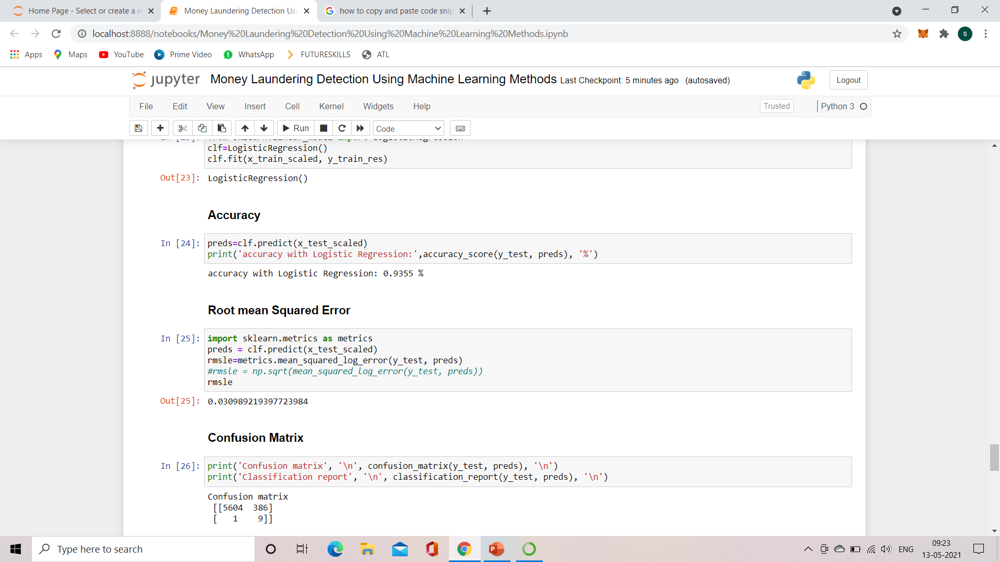 Home Page - Select or create a n
Money Laundering Detection Usi
how to copy and paste code snip
localhost:8888/notebooks/Money%20Laundering%20Detection%20Using%20Machine%20Learning%20Methods.ipynb
S
Apps Maps YouTube Prime Video 1 WhatsApp FUTURESKILLS ATL
jupyter Money Laundering Detection Using Machine Learning Methods Last Checkpoint: 5 minutes ago (autosaved) Logout
File Edit View Insert Cell Kernel Widgets Help Trusted Python 3
Run Code
clf=LogisticRegression()
clf.fit(x_train_scaled, y_train_res)
Out[23]: LogisticRegression()
Accuracy
In [24]: preds=clf.predict(x_test_scaled)
print('accuracy with Logistic Regression:',accuracy_score(y_test, preds), '%')
accuracy with Logistic Regression: 0.9355 %
Root mean Squared Error
In [25]: import sklearn.metrics as metrics
preds = clf.predict(x_test_scaled)
rmsle=metrics.mean_squared_log_error(y_test, preds)
#rmsle = np.sqrt(mean_squared_log_error(y_test, preds))
rmsle
Out[25]: 0.030989219397723984
Confusion Matrix
In [26]: print('Confusion matrix', '\n', confusion_matrix(y_test, preds), '\n')
print('Classification report', '\n', classification_report(y_test, preds), '\n')
Confusion matrix
[[5604 386]
[ 1 9]]
Type here to search P ENG 09:23
13-05-2021